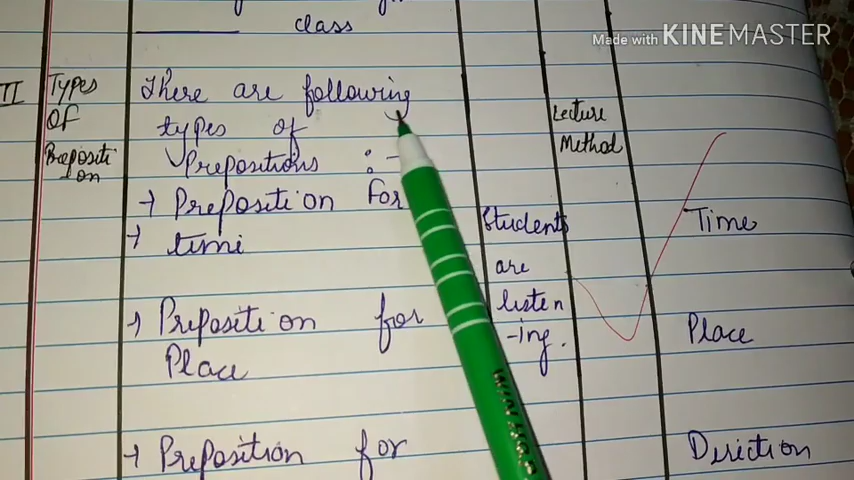 class
Made with KINEMASTER
II
Types
Of
Prepositi
-on
There are following
types of
Prepositions :-
→ Preposition For
→ time
→ Preposition for
Place
→ Preposition for
Students
are
listen
-ing.
Lecture
Method
Time
Place
Direction